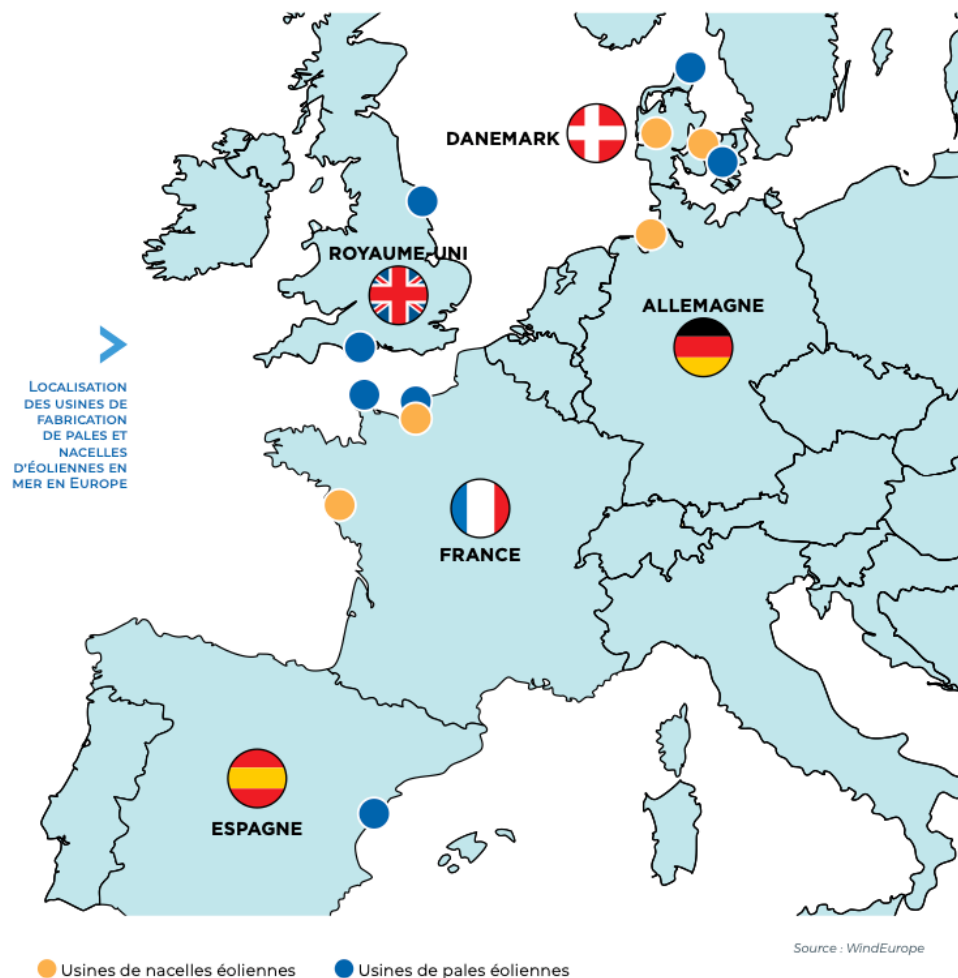 DANEMARK
ROYAUME-UNI
ALLEMAGNE
LOCALISATION
DES USINES DE
FABRICATION
DE PALES ET
NACELLES
D'ÉOLIENNES EN
MER EN EUROPE
FRANCE
ESPAGNE
Source : WindEurope
Usines de nacelles éoliennes
Usines de pales éoliennes